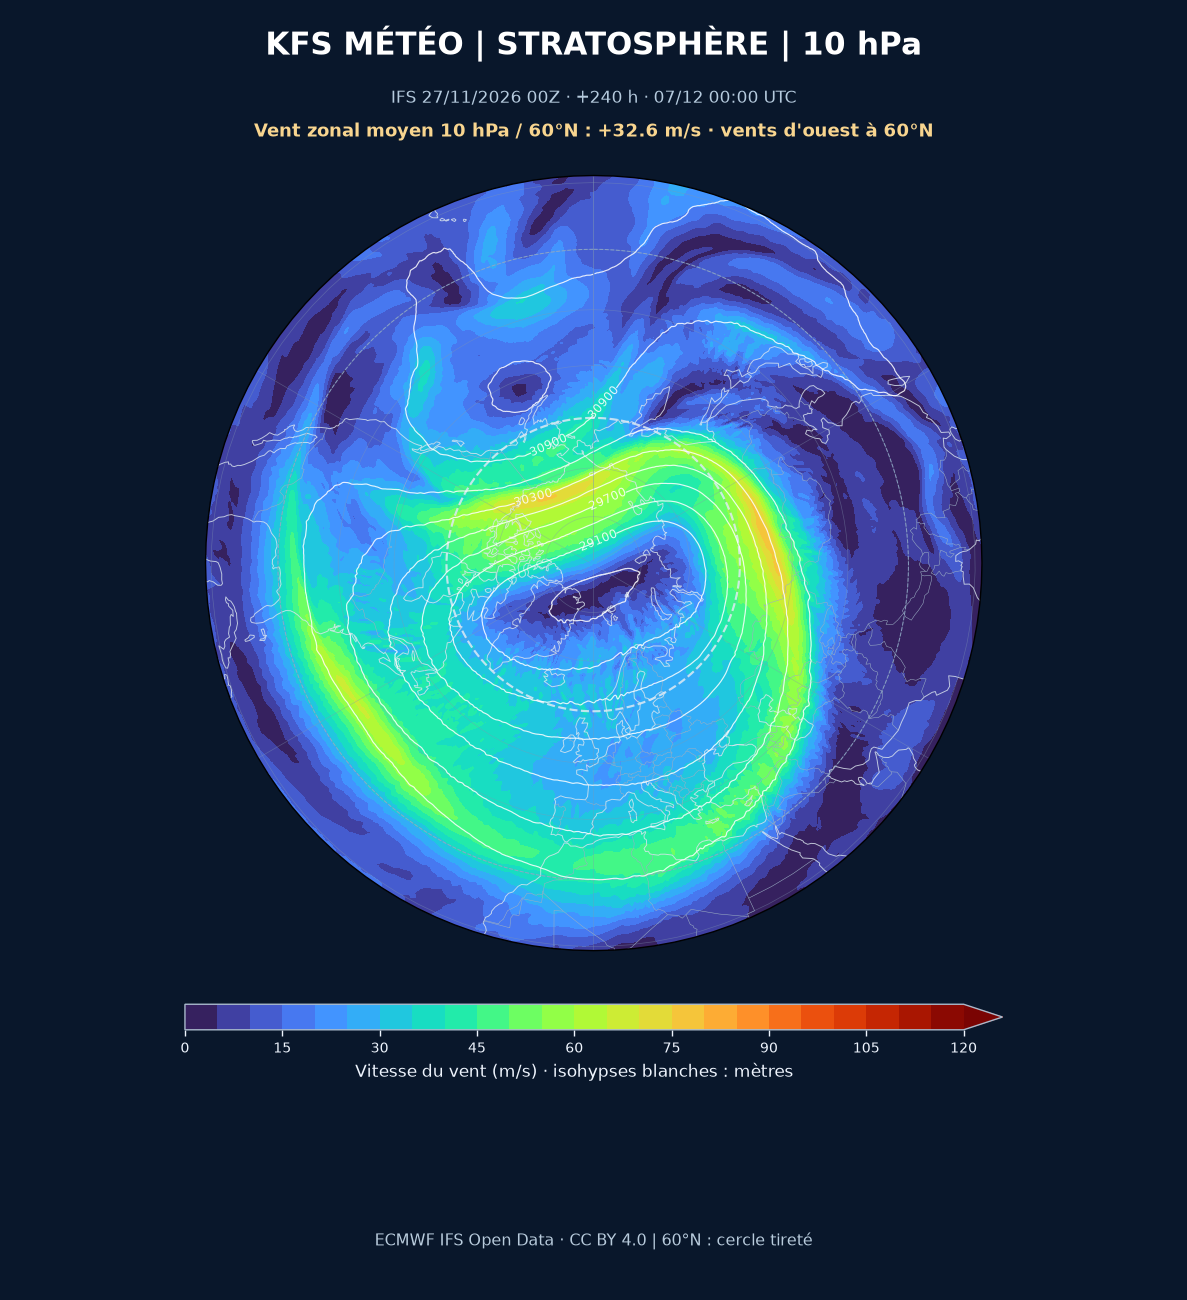 KFS MÉTÉO | STRATOSPHÈRE | 10 hPa
IFS 27/11/2026 00Z · +240 h · 07/12 00:00 UTC
Vent zonal moyen 10 hPa / 60°N : +32.6 m/s · vents d'ouest à 60°N
30900
30900
30300
29700
29100
0 15 30 45 60 75 90 105 120
Vitesse du vent (m/s) · isohypses blanches : mètres
ECMWF IFS Open Data · CC BY 4.0 | 60°N : cercle tireté